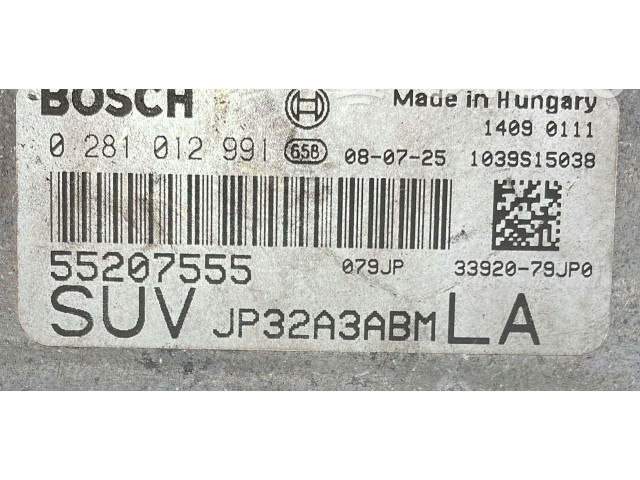 BOSCH Made in Hungary
1409 0111
0 281 012 991 658 08-07-25 1039S15038
55207555 079JP 33920-79JP0
SUV JP32A3ABM LA